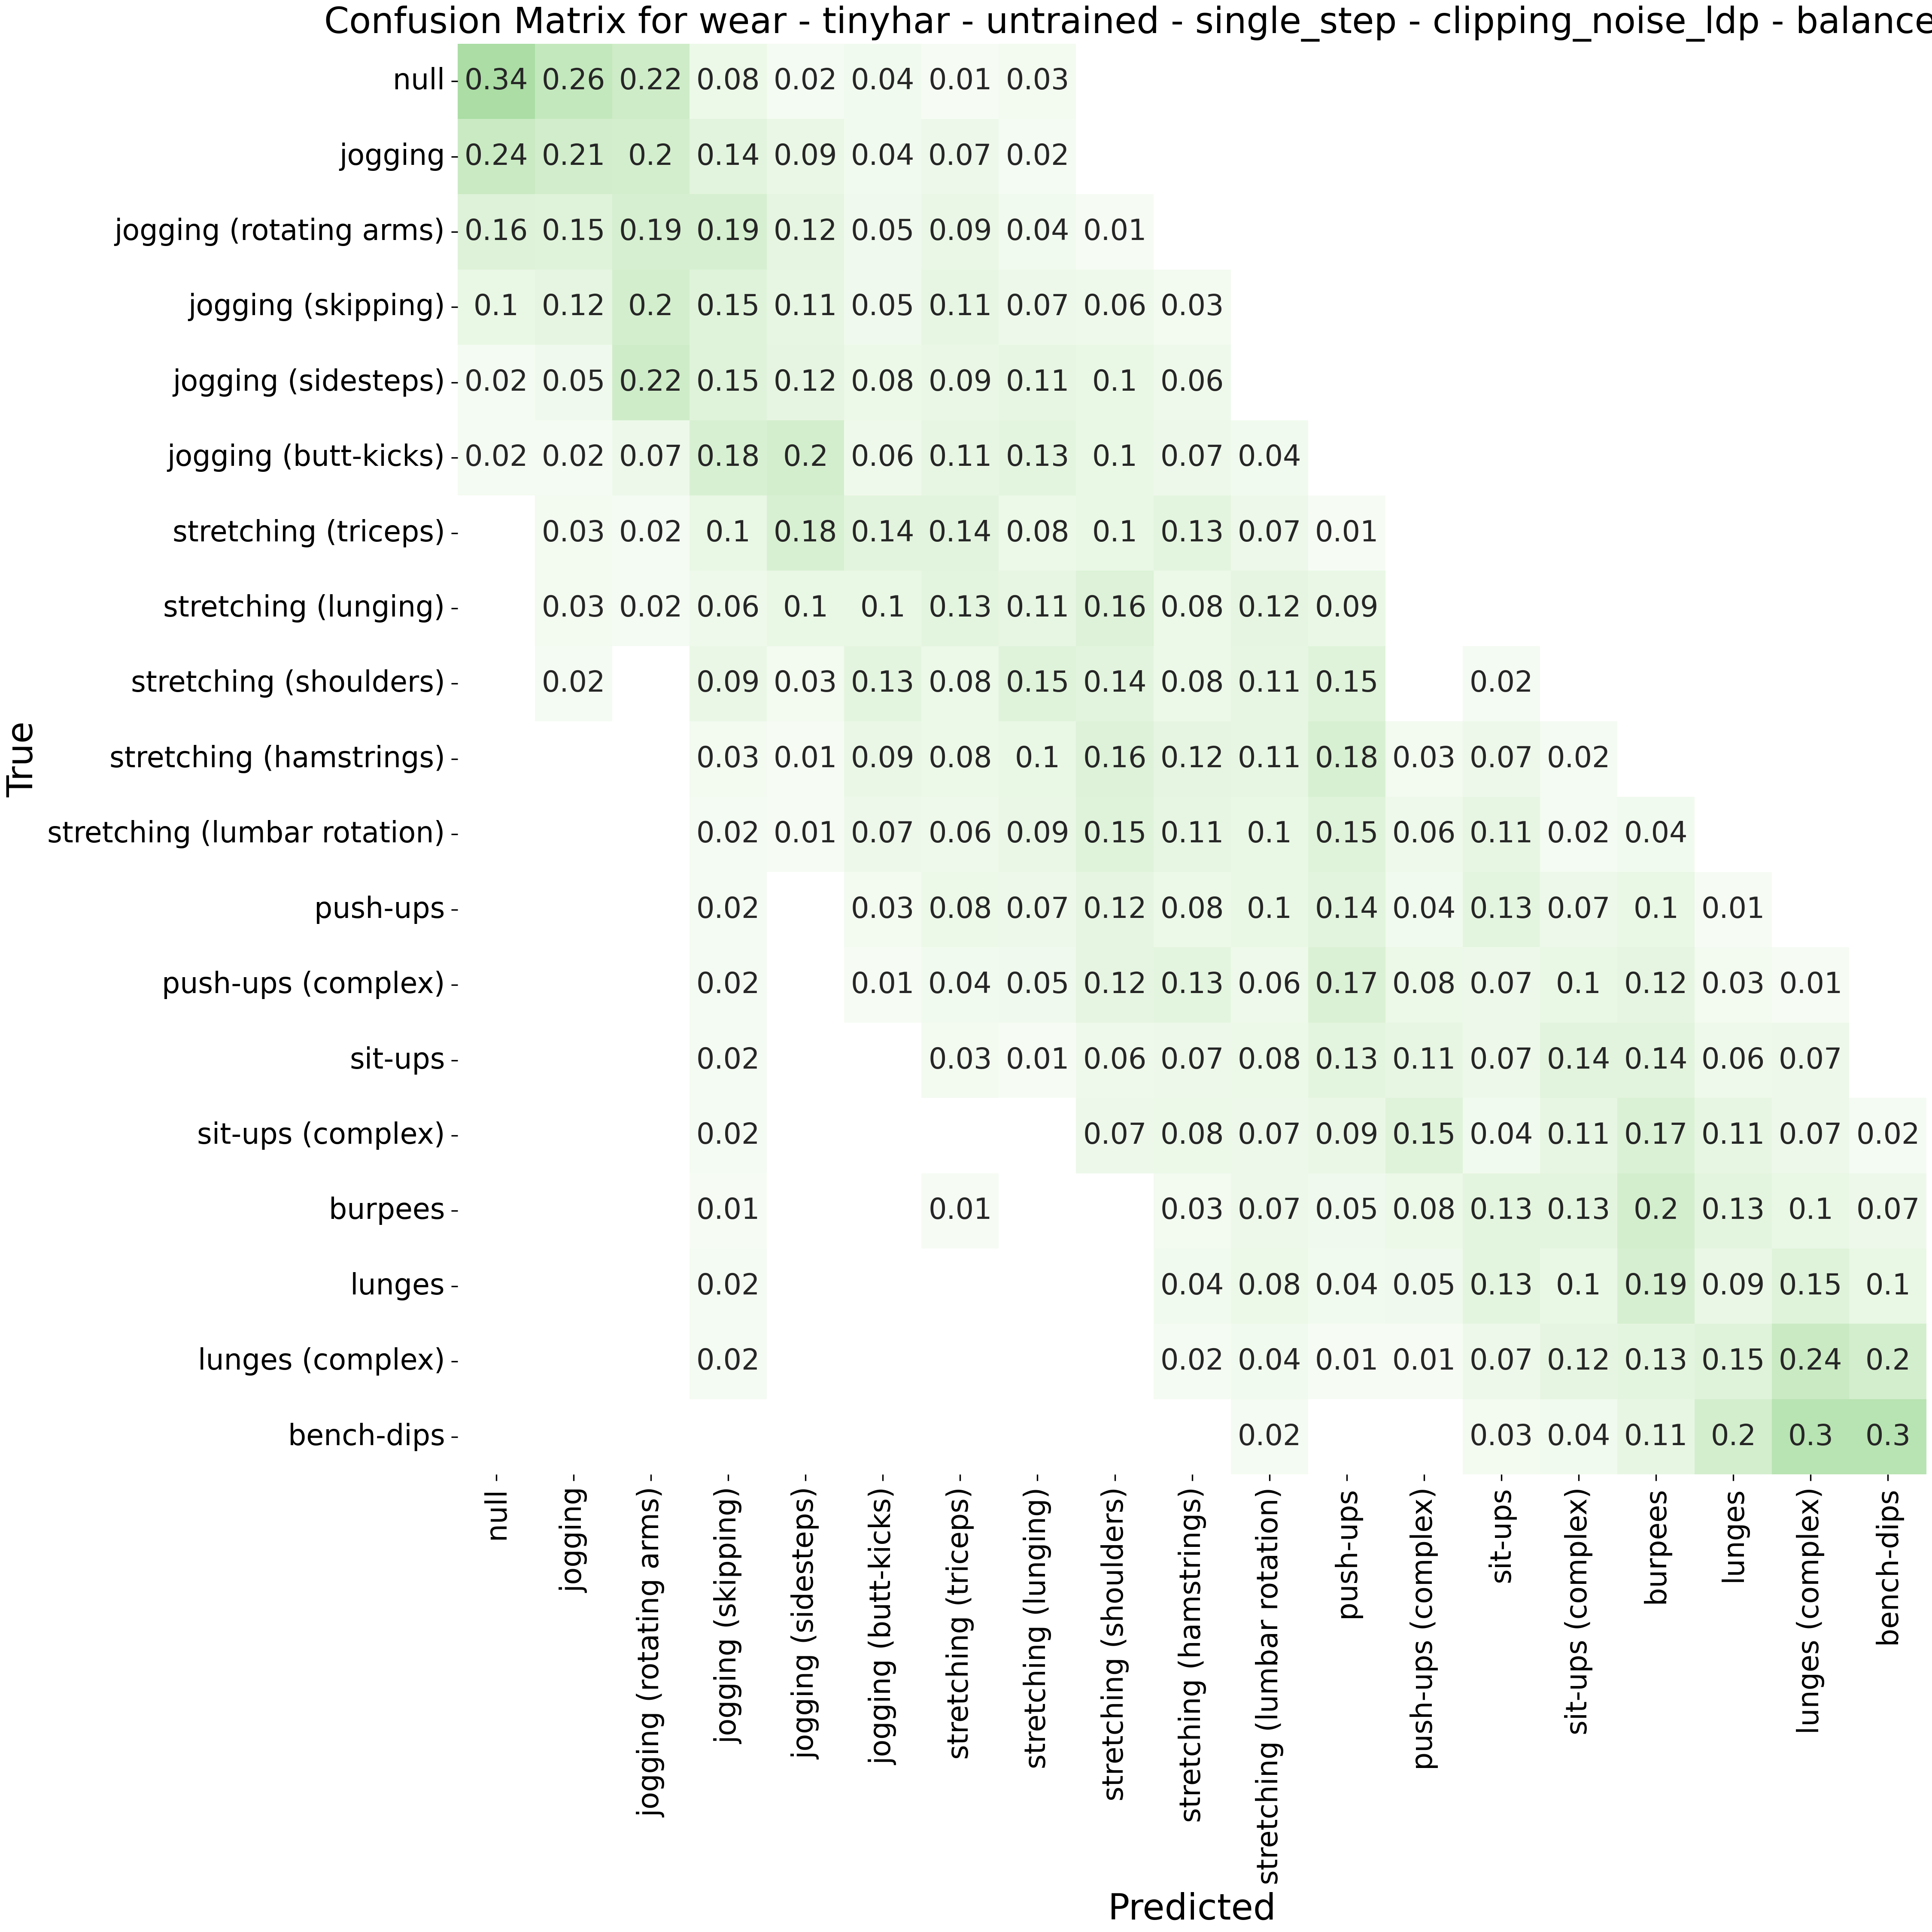 Confusion Matrix for wear - tinyhar - untrained - single_step - clipping_noise_ldp - balance
null 0.34 0.26 0.22 0.08 0.02 0.04 0.01 0.03
jogging 0.24 0.21 0.2 0.14 0.09 0.04 0.07 0.02
jogging (rotating arms) 0.16 0.15 0.19 0.19 0.12 0.05 0.09 0.04 0.01
jogging (skipping) 0.1 0.12 0.2 0.15 0.11 0.05 0.11 0.07 0.06 0.03
jogging (sidesteps) 0.02 0.05 0.22 0.15 0.12 0.08 0.09 0.11 0.1 0.06
jogging (butt-kicks) 0.02 0.02 0.07 0.18 0.2 0.06 0.11 0.13 0.1 0.07 0.04
stretching (triceps) 0.03 0.02 0.1 0.18 0.14 0.14 0.08 0.1 0.13 0.07 0.01
stretching (lunging) 0.03 0.02 0.06 0.1 0.1 0.13 0.11 0.16 0.08 0.12 0.09
stretching (shoulders) 0.02 0.09 0.03 0.13 0.08 0.15 0.14 0.08 0.11 0.15 0.02
stretching (hamstrings) 0.03 0.01 0.09 0.08 0.1 0.16 0.12 0.11 0.18 0.03 0.07 0.02
stretching (lumbar rotation) 0.02 0.01 0.07 0.06 0.09 0.15 0.11 0.1 0.15 0.06 0.11 0.02 0.04
push-ups 0.02 0.03 0.08 0.07 0.12 0.08 0.1 0.14 0.04 0.13 0.07 0.1 0.01
push-ups (complex) 0.02 0.01 0.04 0.05 0.12 0.13 0.06 0.17 0.08 0.07 0.1 0.12 0.03 0.01
sit-ups 0.02 0.03 0.01 0.06 0.07 0.08 0.13 0.11 0.07 0.14 0.14 0.06 0.07
sit-ups (complex) 0.02 0.07 0.08 0.07 0.09 0.15 0.04 0.11 0.17 0.11 0.07 0.02
burpees 0.01 0.01 0.03 0.07 0.05 0.08 0.13 0.13 0.2 0.13 0.1 0.07
lunges 0.02 0.04 0.08 0.04 0.05 0.13 0.1 0.19 0.09 0.15 0.1
lunges (complex) 0.02 0.02 0.04 0.01 0.01 0.07 0.12 0.13 0.15 0.24 0.2
bench-dips 0.02 0.03 0.04 0.11 0.2 0.3 0.3
True
null
jogging
jogging (rotating arms)
jogging (skipping)
jogging (sidesteps)
jogging (butt-kicks)
stretching (triceps)
stretching (lunging)
stretching (shoulders)
stretching (hamstrings)
stretching (lumbar rotation)
push-ups
push-ups (complex)
sit-ups
sit-ups (complex)
burpees
lunges
lunges (complex)
bench-dips
Predicted